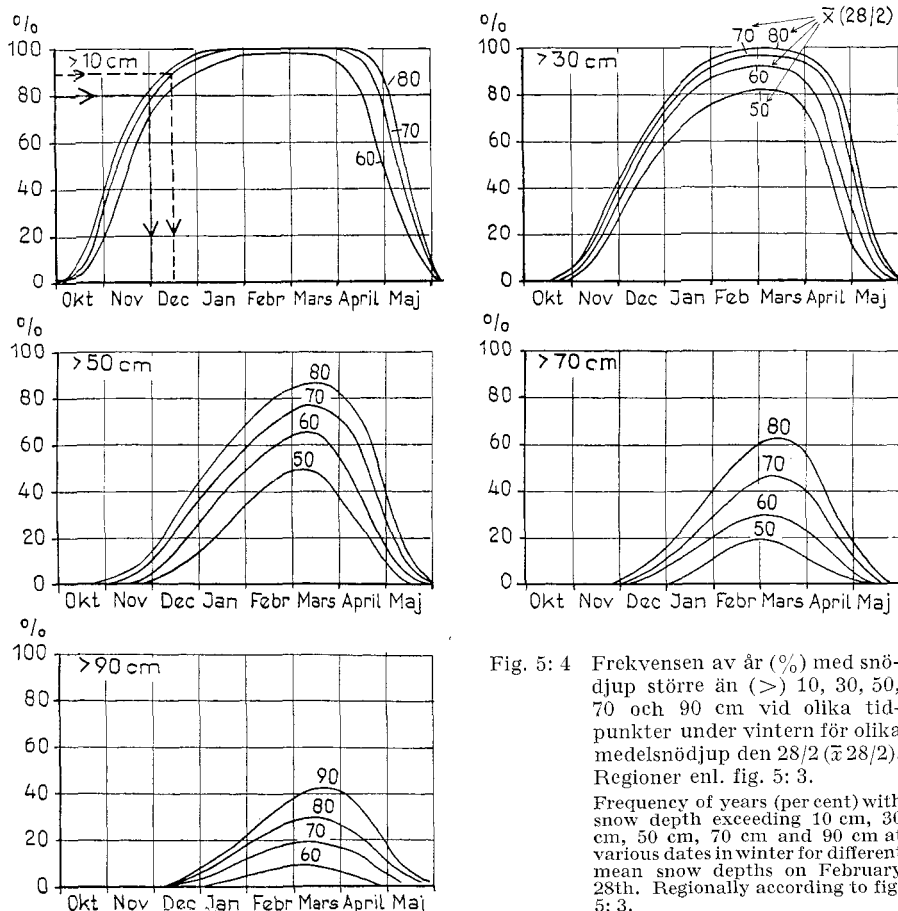 %
>10 cm
100
80
60
40
20
0
80
70
60
Okt Nov Dec Jan Febr Mars April Maj
%
>30 cm
x̄ (28/2)
100
80
60
40
20
0
70 80
60
50
Okt Nov Dec Jan Feb Mars April Maj
%
>50 cm
100
80
60
40
20
0
80
70
60
50
Okt Nov Dec Jan Febr Mars April Maj
>70 cm
100
80
60
40
20
0
80
70
60
50
Okt Nov Dec Jan Febr Mars April Maj
%
>90 cm
100
80
60
40
20
0
90
80
70
60
Okt Nov Dec Jan Febr Mars April Maj
Fig. 5: 4 Frekvensen av år (%) med snö-
djup större än (>) 10, 30, 50,
70 och 90 cm vid olika tid-
punkter under vintern för olika
medelsnödjup den 28/2 (x̄ 28/2).
Regioner enl. fig. 5: 3.
Frequency of years (per cent) with
snow depth exceeding 10 cm, 30
cm, 50 cm, 70 cm and 90 cm at
various dates in winter for different
mean snow depths on February
28th. Regionally according to fig
5: 3.